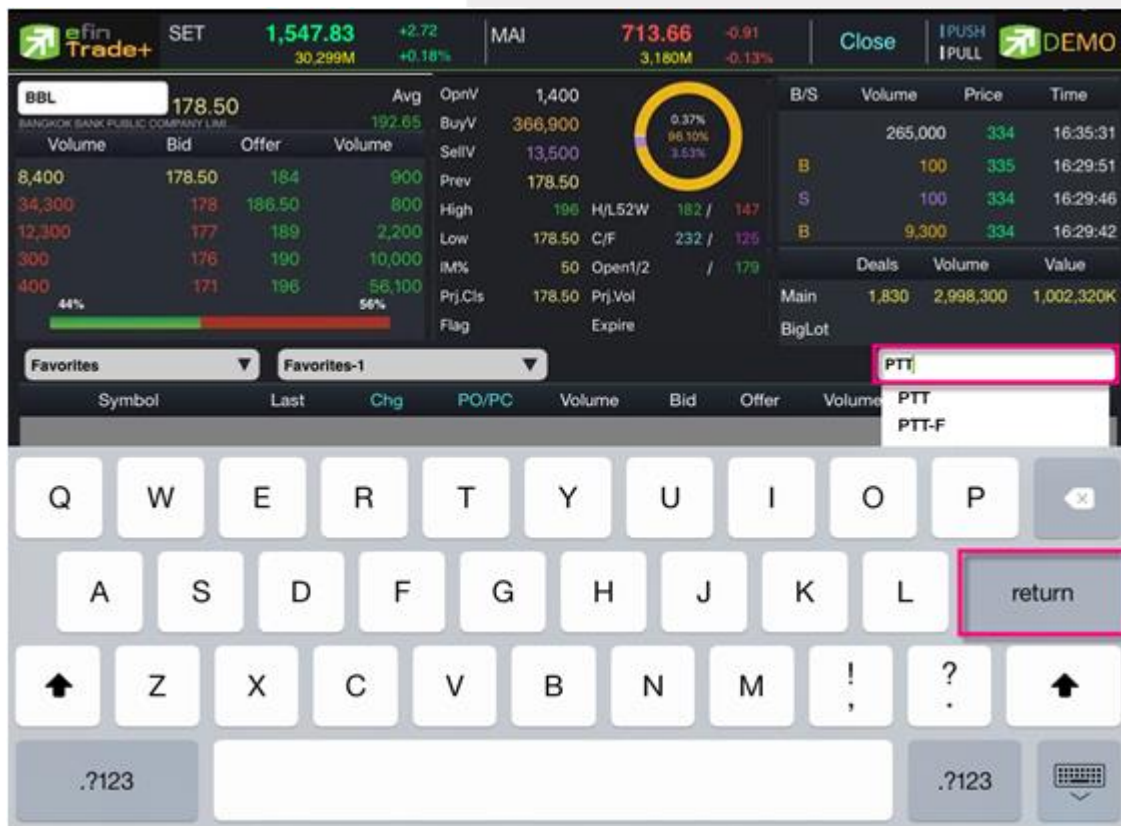 efin Trade+ SET 1,547.83 +2.72 MAI 713.66 -0.91 Close IPUSH DEMO
30,299M +0.18% 3,180M -0.13% IPULL
BBL 178.50 Avg OpnV 1,400 B/S Volume Price Time
BANGKOK BANK PUBLIC COMPANY LIMI 192.65 BuyV 366,900 0.37% 265,000 334 16:35:31
Volume Bid Offer Volume SellV 13,500 96.10% B 100 335 16:29:51
8,400 178.50 184 900 Prev 178.50 3.53% S 100 334 16:29:46
34,300 178 186.50 800 High 196 H/L52W 182 / 147 B 9,300 334 16:29:42
12,300 177 189 2,200 Low 178.50 C/F 232 / 125
300 176 190 10,000 IM% 50 Open1/2 / 179 Deals Volume Value
400 171 196 56,100 Prj.Cls 178.50 Prj.Vol Main 1,830 2,998,300 1,002,320K
44% 56% Flag Expire BigLot
Favorites Favorites-1 PTT
Symbol Last Chg PO/PC Volume Bid Offer Volume PTT
PTT-F
Q W E R T Y U I O P
A S D F G H J K L return
Z X C V B N M ! , ? .
.?123 .?123